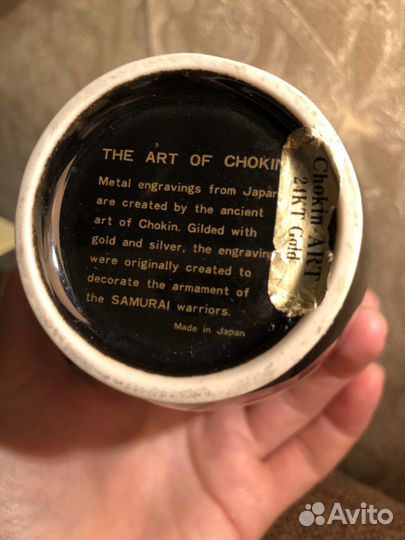 THE ART OF CHOKIN
Metal engravings from Japan
are created by the ancient
art of Chokin. Gilded with
gold and silver, the engraving
were originally created to
decorate the armament of
the SAMURAI warriors.
Made in Japan
Chokin-ART
24KT Gold
Avito